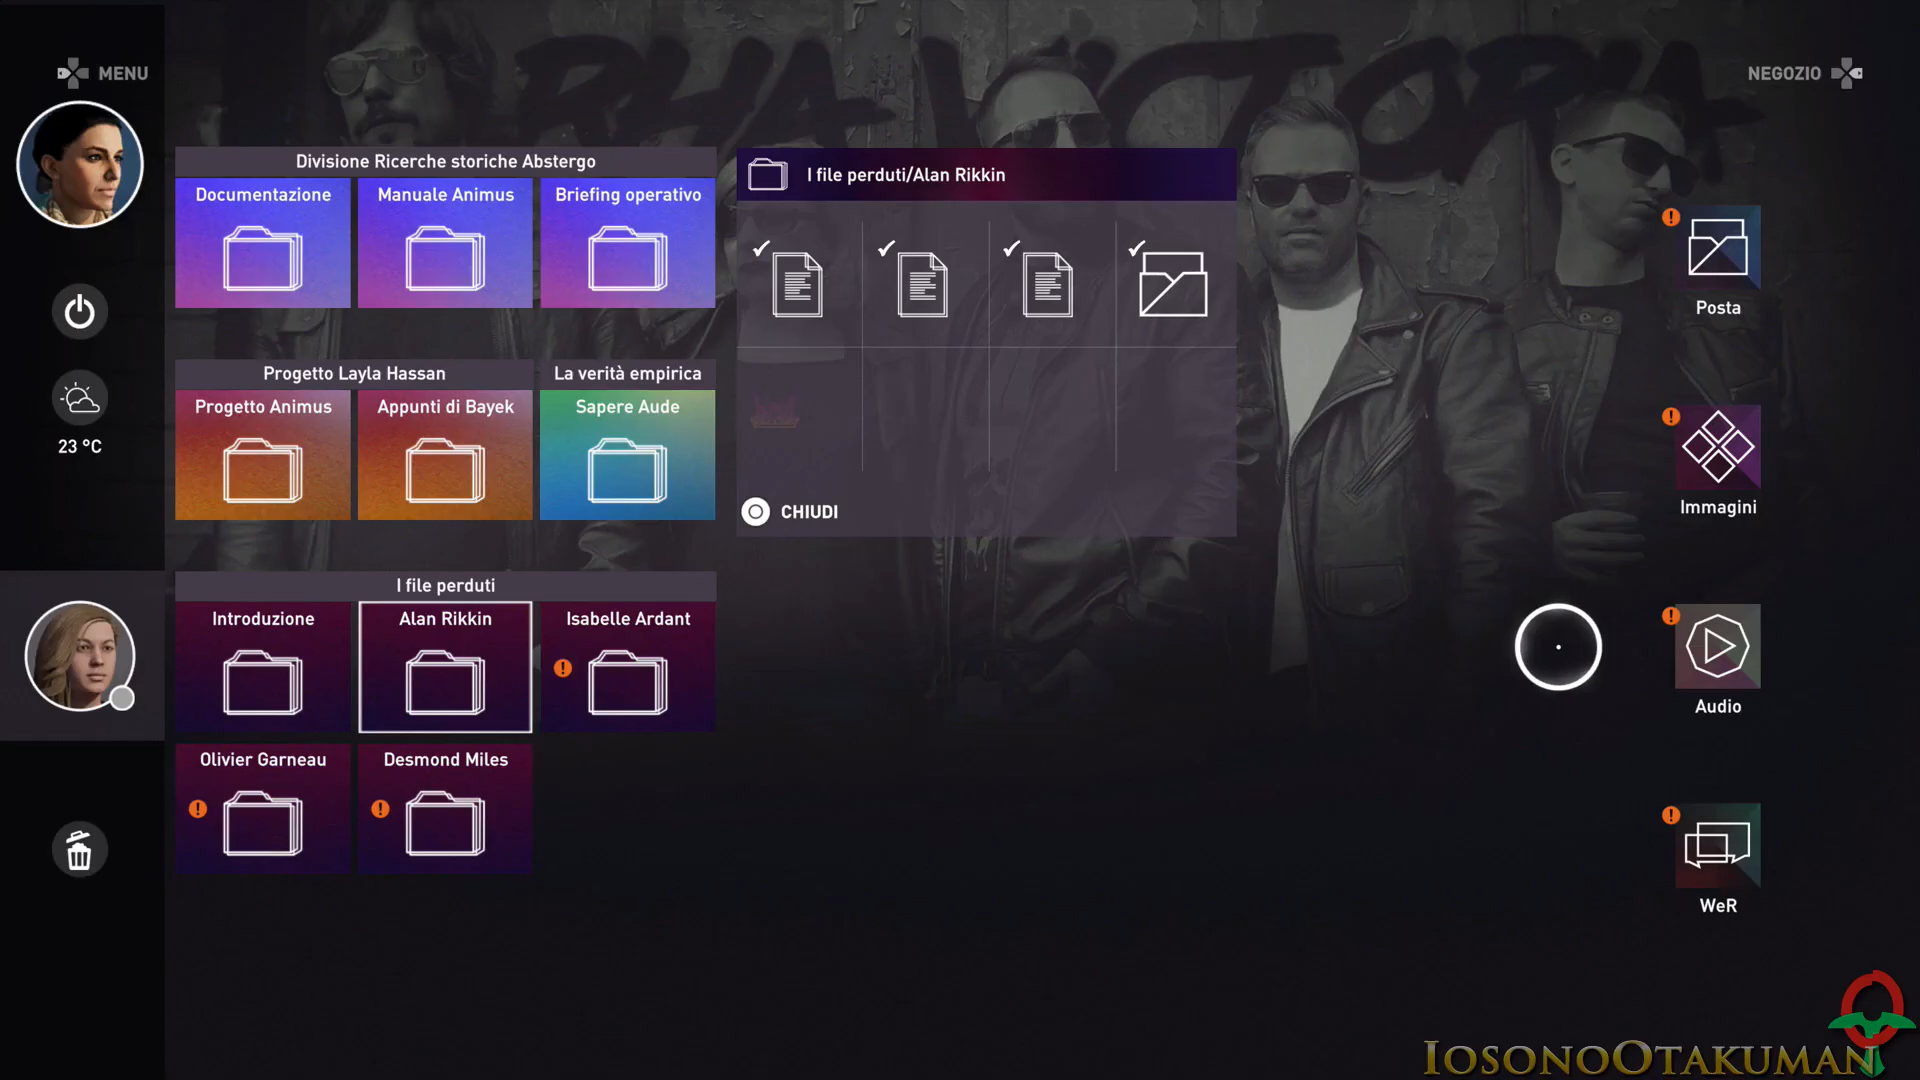 MENU
NEGOZIO
Divisione Ricerche storiche Abstergo
Documentazione
Manuale Animus
Briefing operativo
I file perduti/Alan Rikkin
Posta
Progetto Layla Hassan
La verità empirica
Progetto Animus
Appunti di Bayek
Sapere Aude
23 °C
CHIUDI
Immagini
I file perduti
Introduzione
Alan Rikkin
Isabelle Ardant
Audio
Olivier Garneau
Desmond Miles
WeR
IosonoOtakuman